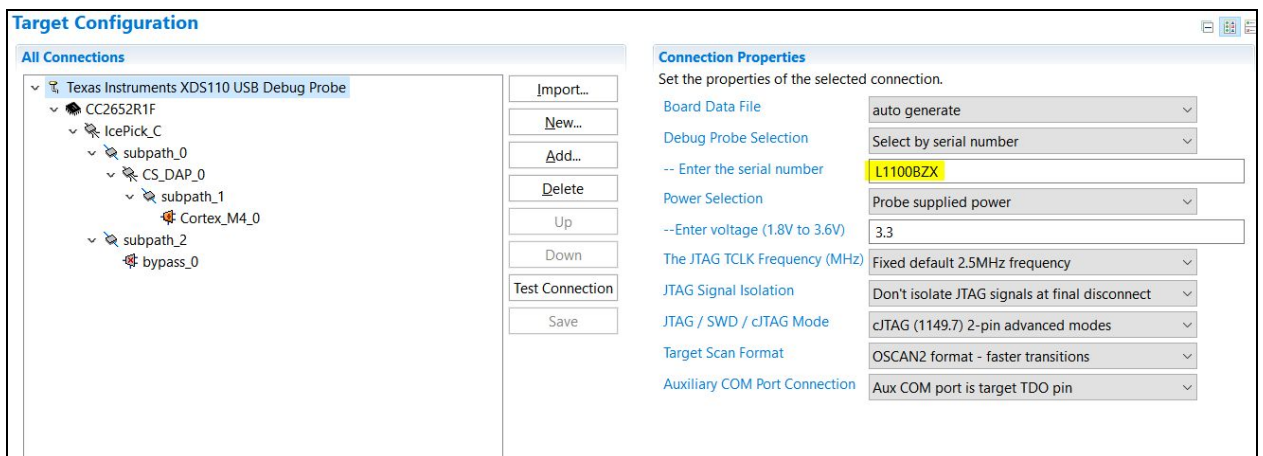 Target Configuration
All Connections
Texas Instruments XDS110 USB Debug Probe
CC2652R1F
IcePick_C
subpath_0
CS_DAP_0
subpath_1
Cortex_M4_0
subpath_2
bypass_0
Import...
New...
Add...
Delete
Up
Down
Test Connection
Save
Connection Properties
Set the properties of the selected connection.
Board Data File auto generate
Debug Probe Selection Select by serial number
-- Enter the serial number L1100BZX
Power Selection Probe supplied power
--Enter voltage (1.8V to 3.6V) 3.3
The JTAG TCLK Frequency (MHz) Fixed default 2.5MHz frequency
JTAG Signal Isolation Don't isolate JTAG signals at final disconnect
JTAG / SWD / cJTAG Mode cJTAG (1149.7) 2-pin advanced modes
Target Scan Format OSCAN2 format - faster transitions
Auxiliary COM Port Connection Aux COM port is target TDO pin